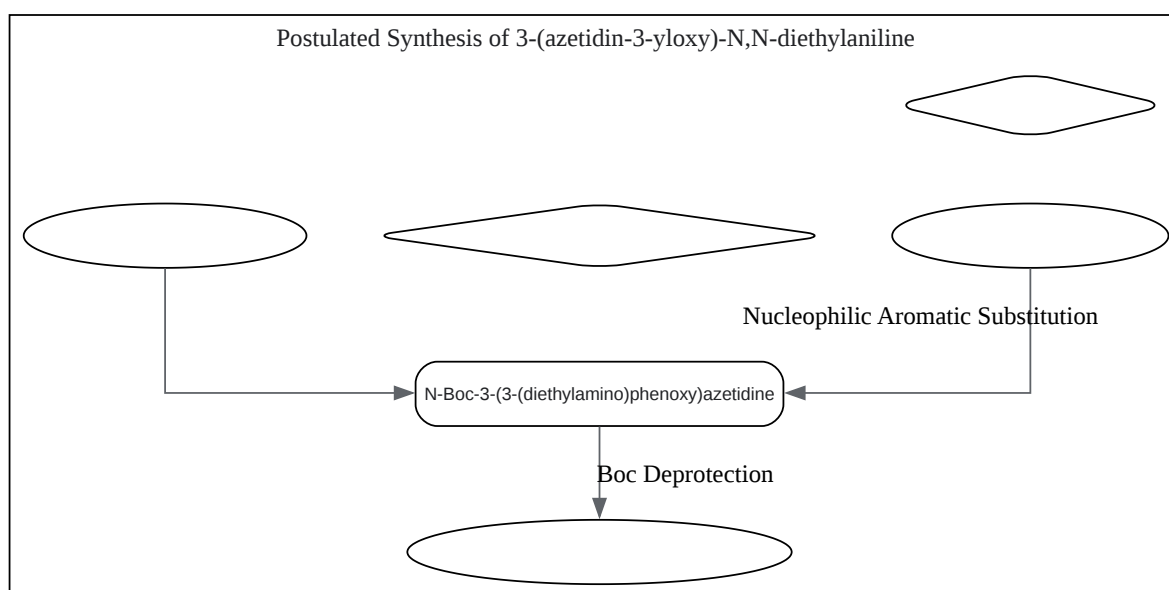 Postulated Synthesis of 3-(azetidin-3-yloxy)-N,N-diethylaniline
Nucleophilic Aromatic Substitution
N-Boc-3-(3-(diethylamino)phenoxy)azetidine
Boc Deprotection